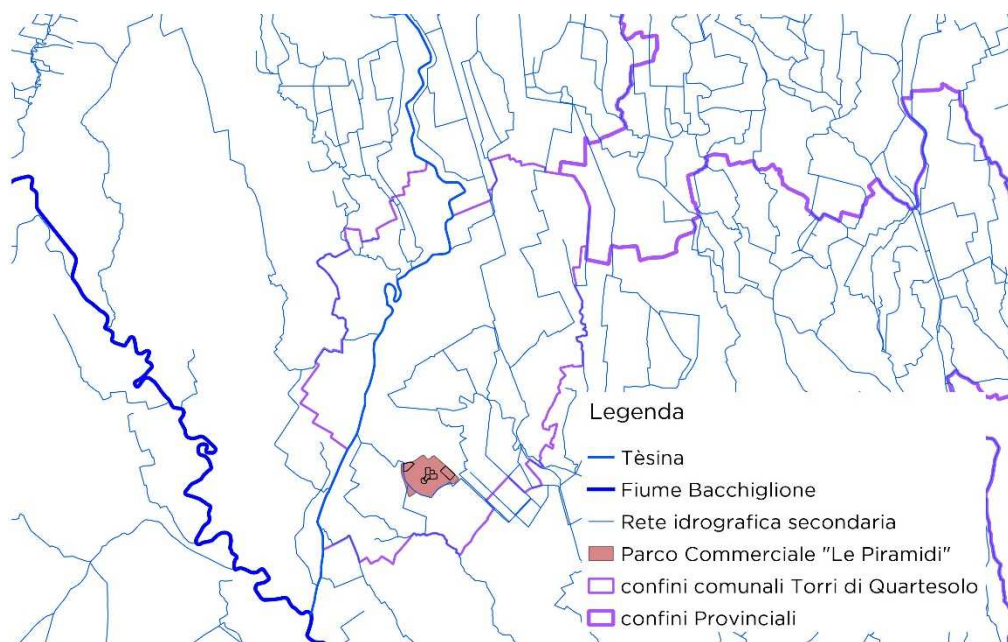 Legenda
Tèsina
Fiume Bacchiglione
Rete idrografica secondaria
Parco Commerciale "Le Piramidi"
confini comunali Torri di Quartesolo
confini Provinciali